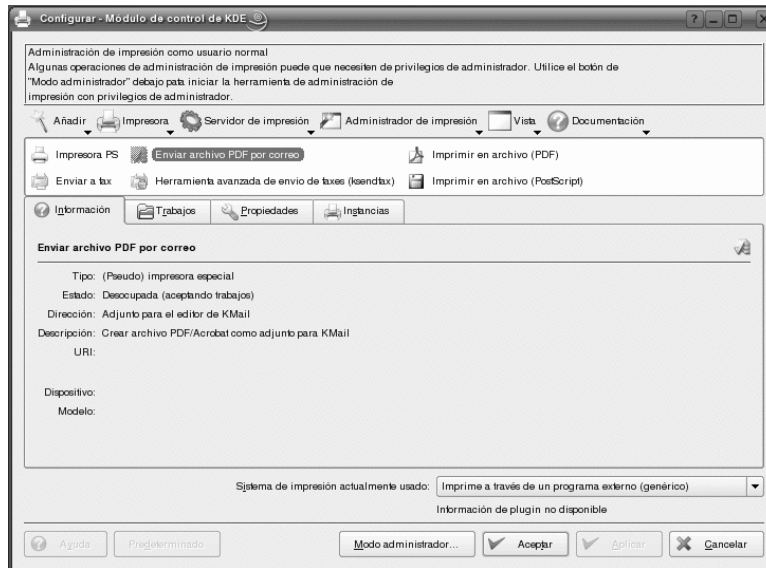 Configurar - Módulo de control de KDE
Administración de impresión como usuario normal
Algunas operaciones de administración de impresión puede que necesiten de privilegios de administrador. Utilice el botón de
"Modo administrador" debajo pata iniciar la herramienta de administración de
impresión con privilegios de administrador.
Añadir Impresora Servidor de impresión Administrador de impresión Vista Documentación
Impresora PS Enviar archivo PDF por correo Imprimir en archivo (PDF)
Enviar a fax Herramienta avanzada de envio de faxes (ksendfax) Imprimir en archivo (PostScript)
Información Trabajos Propiedades Instancias
Enviar archivo PDF por correo
Tipo: (Pseudo) impresora especial
Estado: Desocupada (aceptando trabajos)
Dirección: Adjunto para el editor de KMail
Descripción: Crear archivo PDF/Acrobat como adjunto para KMail
URI:
Dispositivo:
Modelo:
Sistema de impresión actualmente usado: Imprime a través de un programa externo (genérico)
Información de plugin no disponible
Ayuda Predeterminado Modo administrador... Aceptar Aplicar Cancelar